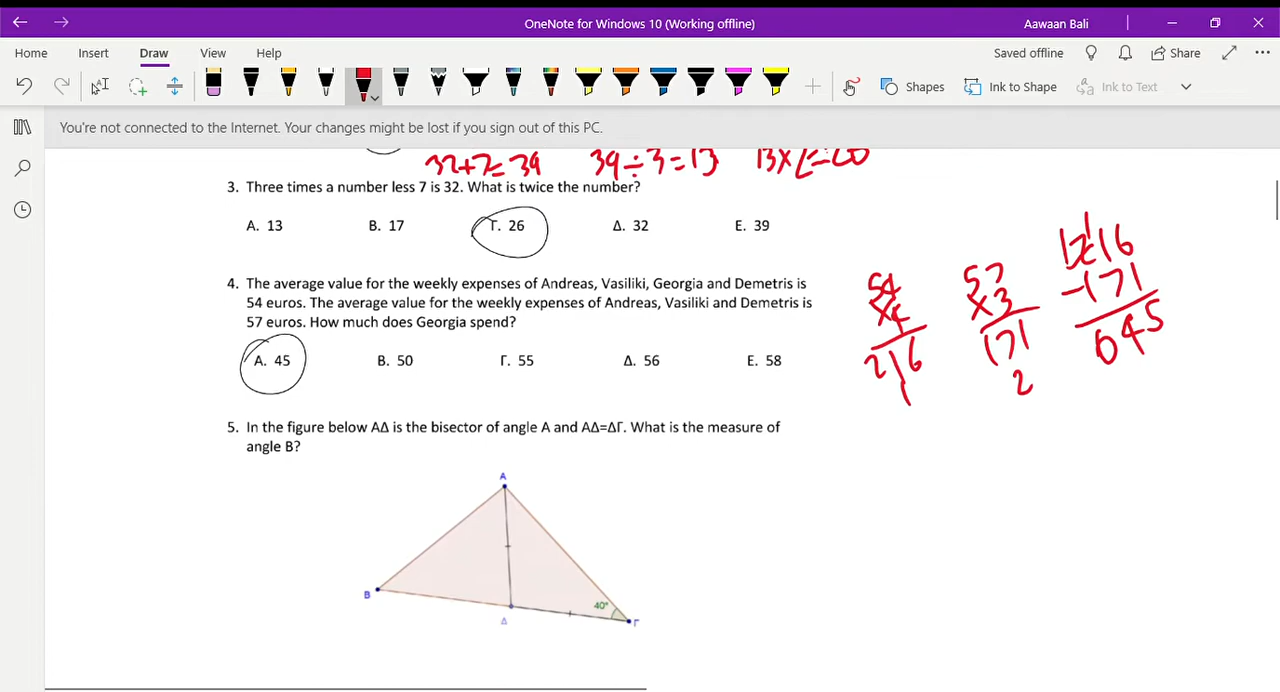 OneNote for Windows 10 (Working offline)
Aawaan Bali
Home Insert Draw View Help
Saved offline
Share
Shapes
Ink to Shape
Ink to Text
You're not connected to the Internet. Your changes might be lost if you sign out of this PC.
32+7=39 39÷3=13
3. Three times a number less 7 is 32. What is twice the number?
A. 13 B. 17 Γ. 26 Δ. 32 E. 39
4. The average value for the weekly expenses of Andreas, Vasiliki, Georgia and Demetris is
54 euros. The average value for the weekly expenses of Andreas, Vasiliki and Demetris is
57 euros. How much does Georgia spend?
A. 45 B. 50 Γ. 55 Δ. 56 E. 58
54
×4
216
1
57
×3
171
2
-171
045
5. In the figure below AΔ is the bisector of angle A and AΔ=ΔΓ. What is the measure of
angle B?
A
B
40°
Δ
Γ